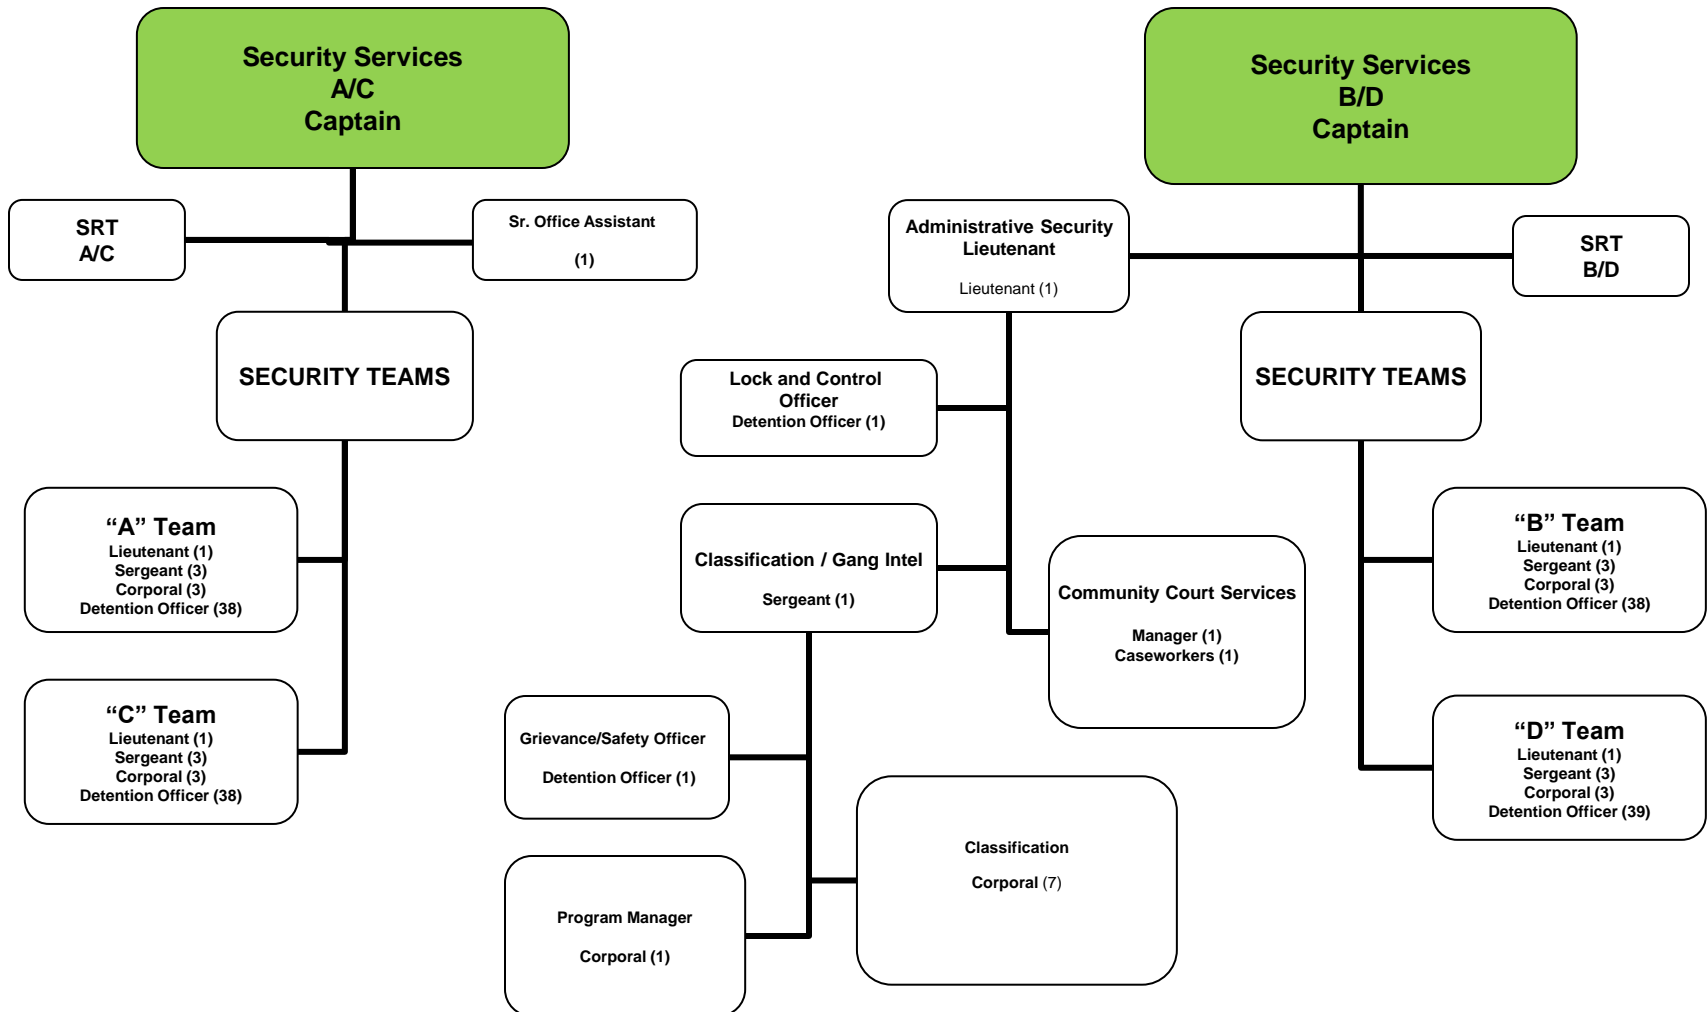 Security Services
A/C
Captain
Security Services
B/D
Captain
SRT
A/C
Sr. Office Assistant
(1)
Administrative Security
Lieutenant
Lieutenant (1)
SRT
B/D
SECURITY TEAMS
Lock and Control
Officer
Detention Officer (1)
SECURITY TEAMS
“A” Team
Lieutenant (1)
Sergeant (3)
Corporal (3)
Detention Officer (38)
Classification / Gang Intel
Sergeant (1)
Community Court Services
Manager (1)
Caseworkers (1)
“B” Team
Lieutenant (1)
Sergeant (3)
Corporal (3)
Detention Officer (38)
“C” Team
Lieutenant (1)
Sergeant (3)
Corporal (3)
Detention Officer (38)
Grievance/Safety Officer
Detention Officer (1)
“D” Team
Lieutenant (1)
Sergeant (3)
Corporal (3)
Detention Officer (39)
Classification
Corporal (7)
Program Manager
Corporal (1)